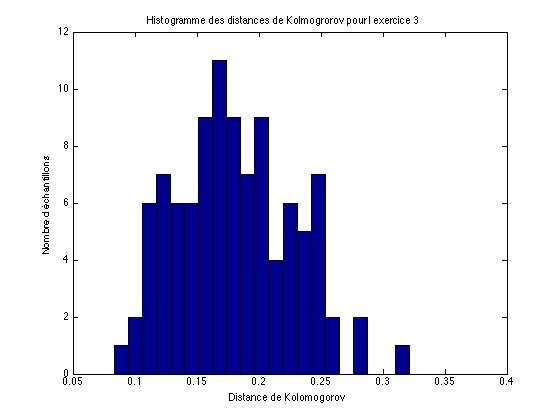 Histogramme des distances de Kolmogrorov pour l exercice 3
12
10
8
6
4
2
0
Nombre d échantillons
0.05 0.1 0.15 0.2 0.25 0.3 0.35 0.4
Distance de Kolomogorov